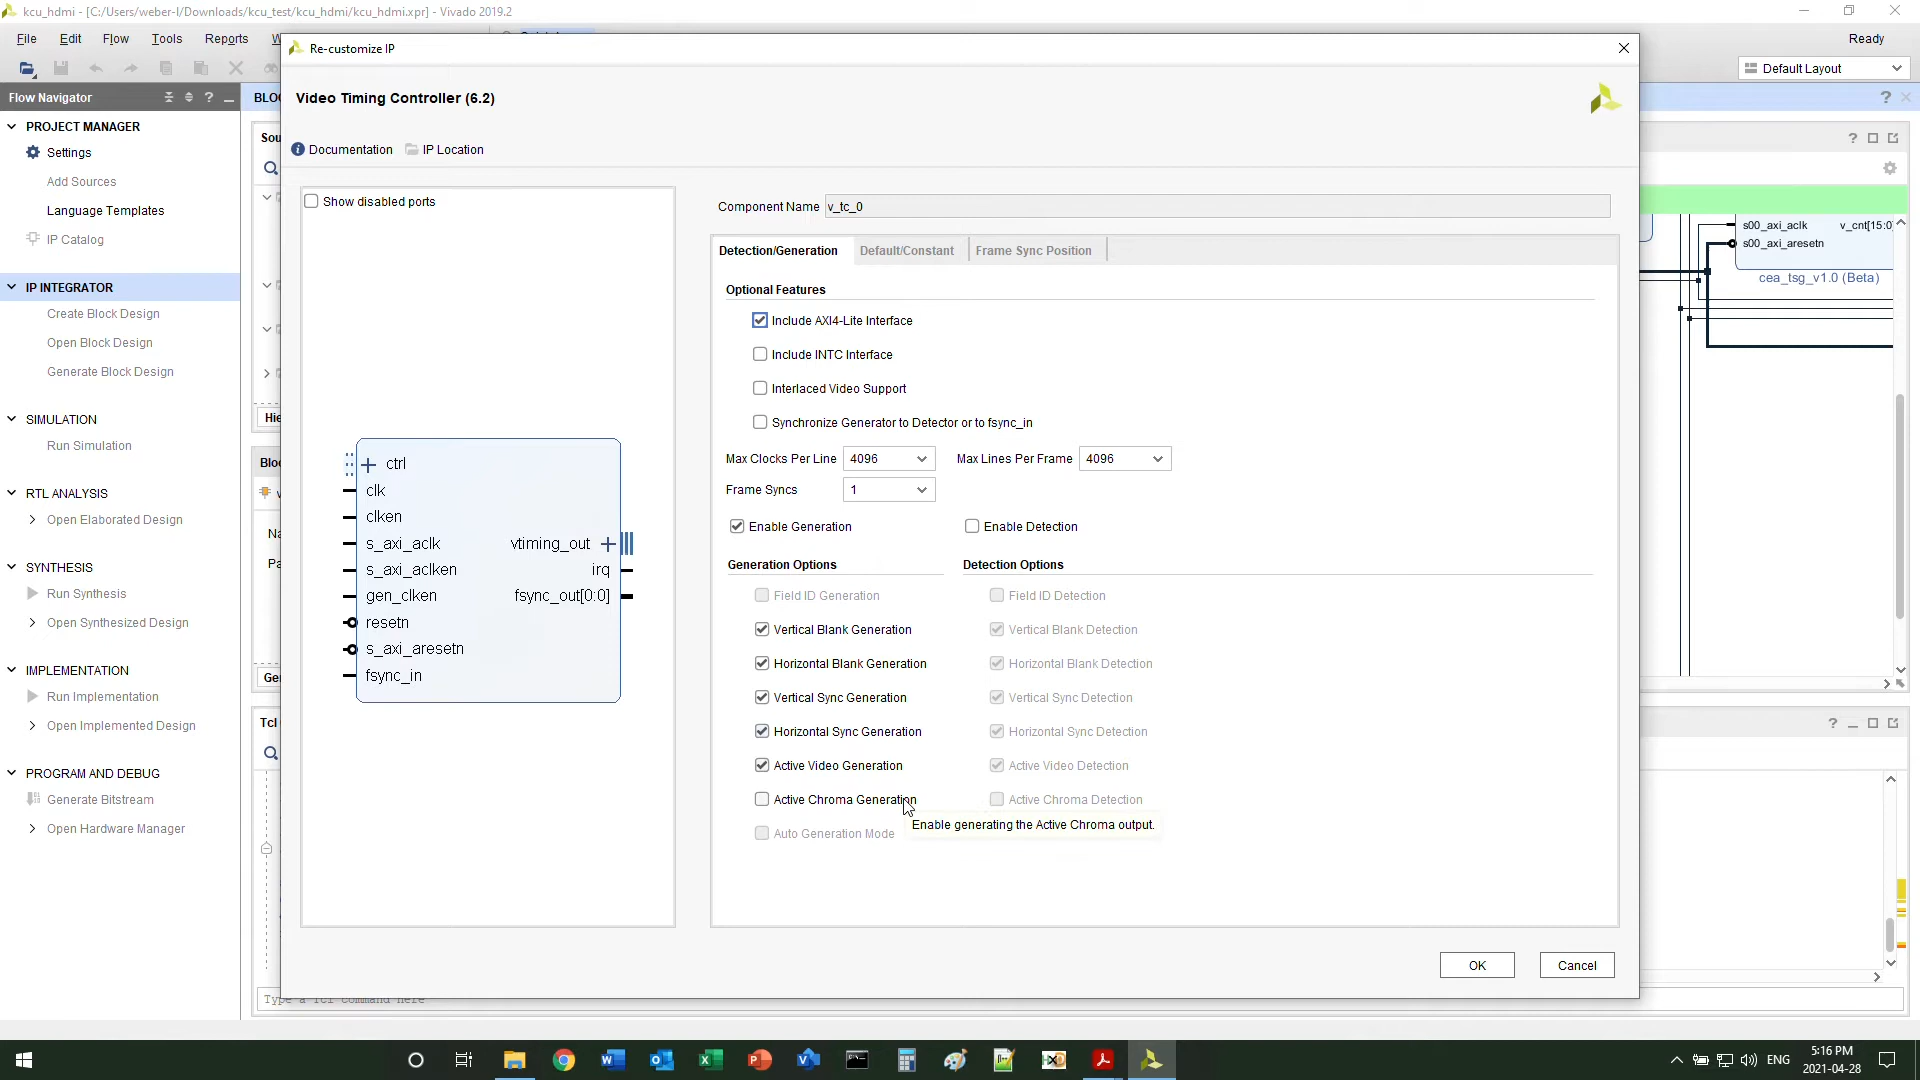 kcu_hdmi - [C:/Users/weber-l/Downloads/kcu_test/kcu_hdmi/kcu_hdmi.xpr] - Vivado 2019.2
File Edit Flow Tools Reports
Ready
Default Layout
Flow Navigator
PROJECT MANAGER
Settings
Add Sources
Language Templates
IP Catalog
IP INTEGRATOR
Create Block Design
Open Block Design
Generate Block Design
SIMULATION
Run Simulation
RTL ANALYSIS
Open Elaborated Design
SYNTHESIS
Run Synthesis
Open Synthesized Design
IMPLEMENTATION
Run Implementation
Open Implemented Design
PROGRAM AND DEBUG
Generate Bitstream
Open Hardware Manager
Re-customize IP
Video Timing Controller (6.2)
Documentation IP Location
Show disabled ports
ctrl
clk
clken
s_axi_aclk
s_axi_aclken
gen_clken
resetn
s_axi_aresetn
fsync_in
vtiming_out
irq
fsync_out[0:0]
Component Name v_tc_0
Detection/Generation Default/Constant Frame Sync Position
Optional Features
Include AXI4-Lite Interface
Include INTC Interface
Interlaced Video Support
Synchronize Generator to Detector or to fsync_in
Max Clocks Per Line 4096 Max Lines Per Frame 4096
Frame Syncs 1
Enable Generation Enable Detection
Generation Options Detection Options
Field ID Generation Field ID Detection
Vertical Blank Generation Vertical Blank Detection
Horizontal Blank Generation Horizontal Blank Detection
Vertical Sync Generation Vertical Sync Detection
Horizontal Sync Generation Horizontal Sync Detection
Active Video Generation Active Video Detection
Active Chroma Generation Active Chroma Detection
Enable generating the Active Chroma output.
Auto Generation Mode
OK Cancel
s00_axi_aclk v_cnt[15:0]
s00_axi_aresetn
cea_tsg_v1.0 (Beta)
Tcl
ENG
5:16 PM
2021-04-28